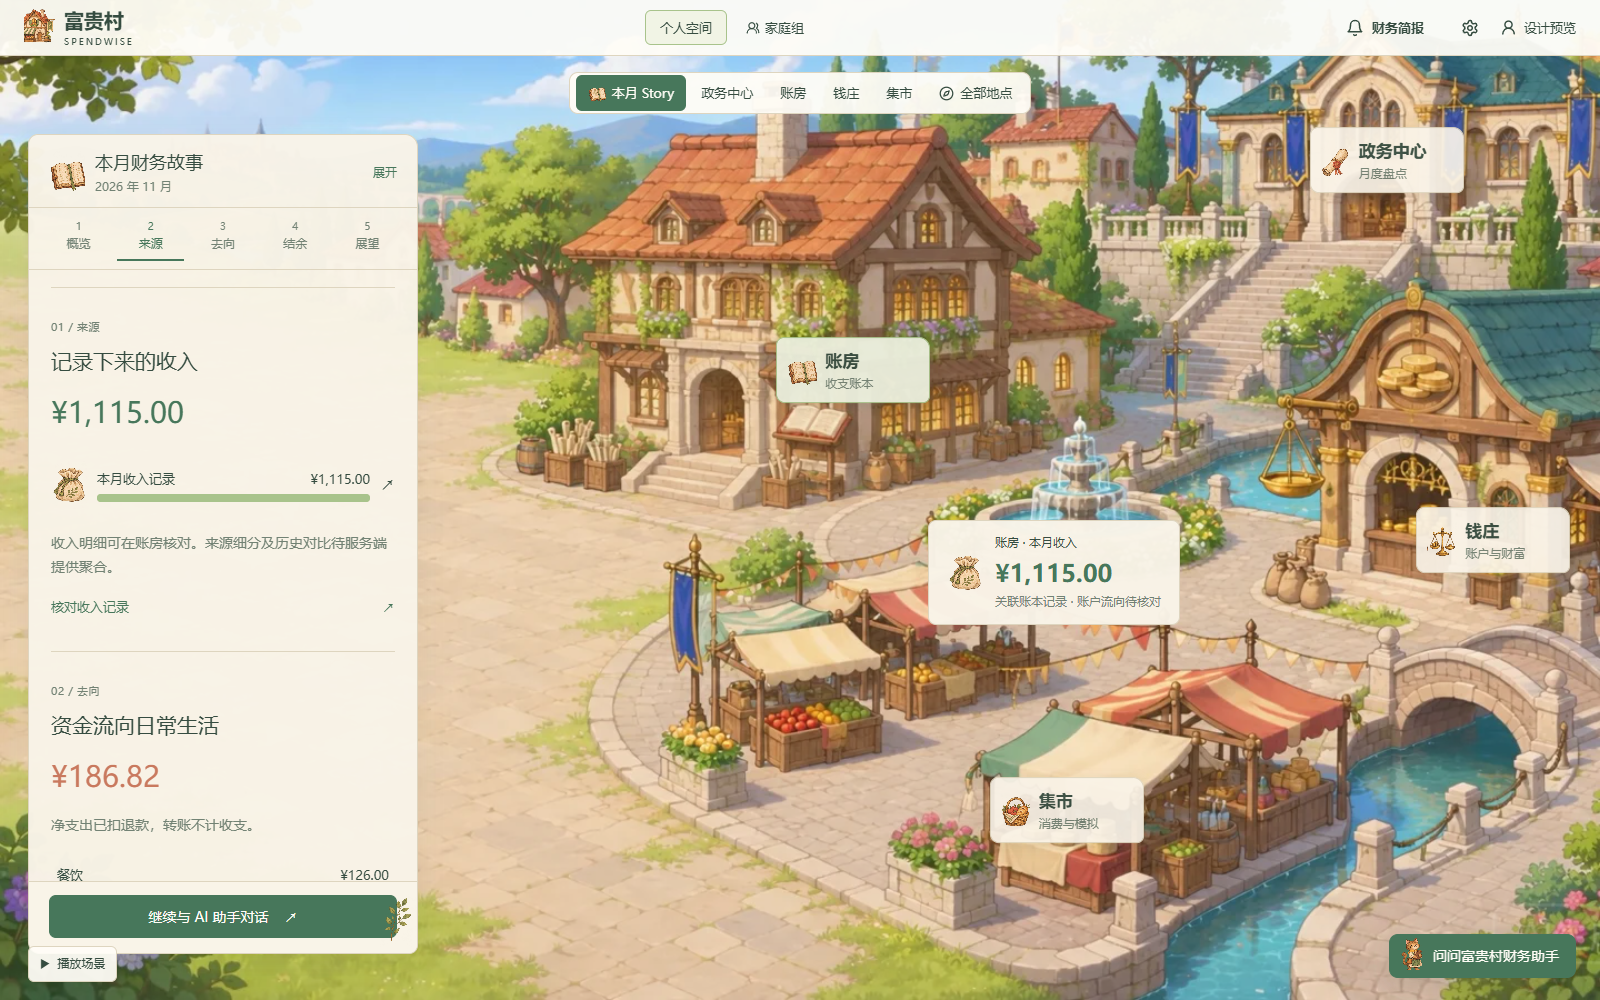 富贵村
SPENDWISE
个人空间
家庭组
财务简报
设计预览
本月 Story
政务中心
账房
钱庄
集市
全部地点
本月财务故事
2026 年 11 月
展开
1
概览
2
来源
3
去向
4
结余
5
展望
01 / 来源
记录下来的收入
¥1,115.00
本月收入记录
¥1,115.00
收入明细可在账房核对。来源细分及历史对比待服务端
提供聚合。
核对收入记录
02 / 去向
资金流向日常生活
¥186.82
净支出已扣退款，转账不计收支。
餐饮
¥126.00
继续与 AI 助手对话
播放场景
政务中心
月度盘点
账房
收支账本
账房 · 本月收入
¥1,115.00
关联账本记录 · 账户流向待核对
钱庄
账户与财富
集市
消费与模拟
问问富贵村财务助手